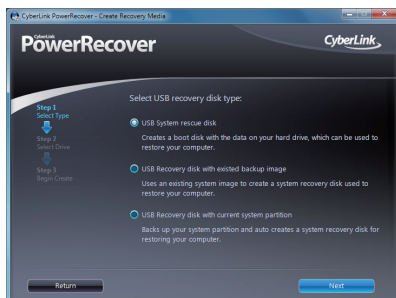 CyberLink PowerRecover - Create Recovery Media
CyberLink
PowerRecover
CyberLink
Select USB recovery disk type:
Step 1
Select Type
USB System rescue disk
Creates a boot disk with the data on your hard drive, which can be used to
restore your computer.
Step 2
Select Drive
Step 3
Begin Create
USB Recovery disk with existed backup image
Uses an existing system image to create a system recovery disk used to
restore your computer.
USB Recovery disk with current system partition
Backs up your system partition and auto creates a system recovery disk for
restoring your computer.
Return
Next